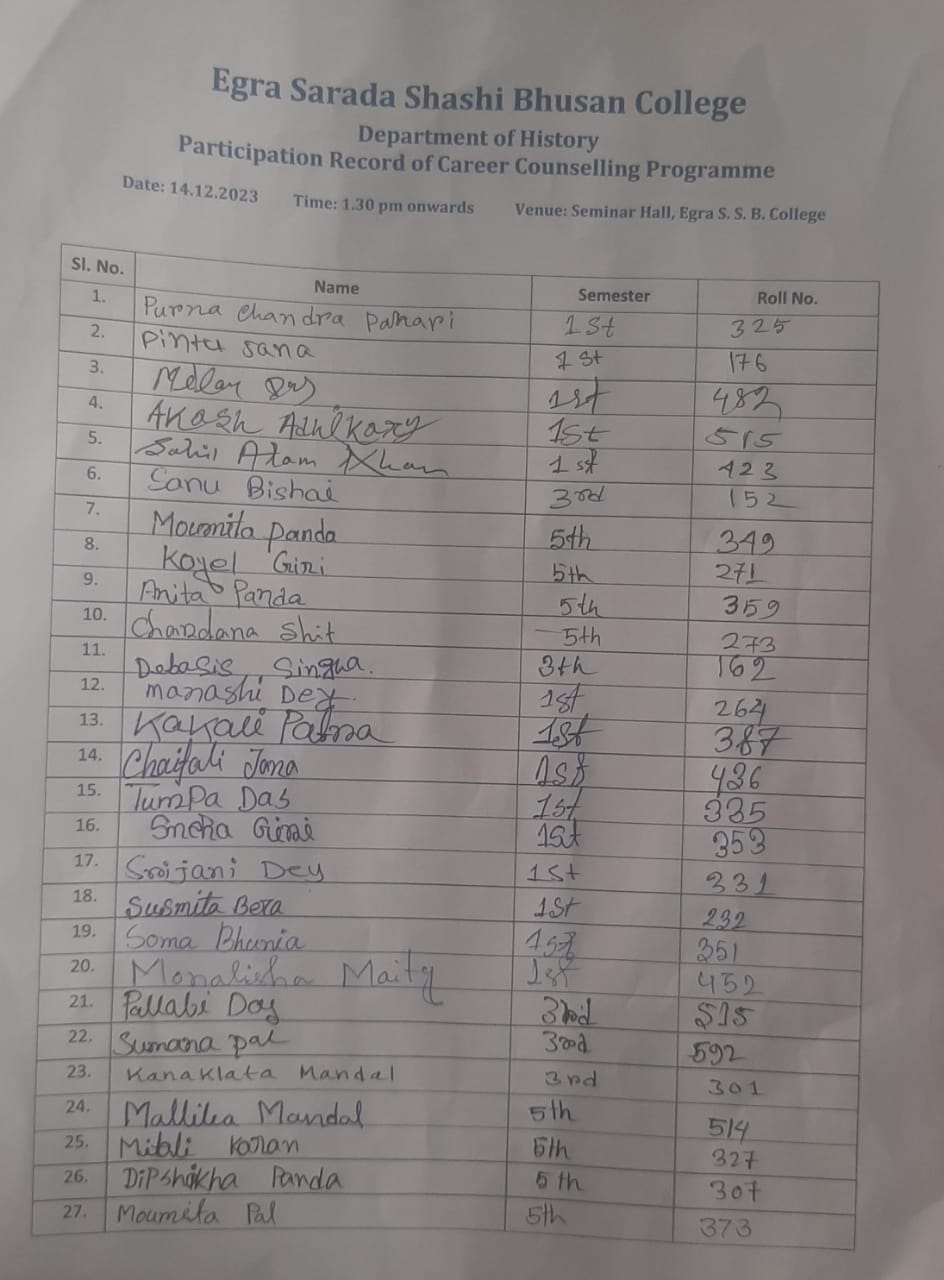 Egra Sarada Shashi Bhusan College
Department of History
Participation Record of Career Counselling Programme
Date: 14.12.2023 Time: 1.30 pm onwards Venue: Seminar Hall, Egra S. S. B. College
Sl. No. Name Semester Roll No.
1. Purna Chandra Pahari 1st 325
2. Pintu sana 1st 176
3. 1st 482
4. Akash Adhikary 1st 515
5. Sahil Alam Khan 1st 423
6. Sanu Bishai 3rd 152
7. Moumita Panda 5th 349
8. Koyel Giri 5th 271
9. Anita Panda 5th 359
10. Chandana Shit 5th 273
11. Debasis Singha. 3th 162
12. Manashi Dey. 1st 264
13. Kakali Patra 1st 387
14. Chaitali Jana 1st 436
15. Tumpa Das 1st 335
16. Sneha Giri 1st 353
17. Srijani Dey 1st 331
18. Susmita Bera 1st 232
19. Soma Bhunia 1st 351
20. Monalisha Maity 1st 452
21. Pallabi Das 3rd 515
22. Sumana pal 3rd 592
23. Kanaklata Mandal 3rd 301
24. Mallika Mandal 5th 514
25. Mitali Karan 5th 327
26. Dipshikha Panda 5th 307
27. Moumita Pal 5th 373